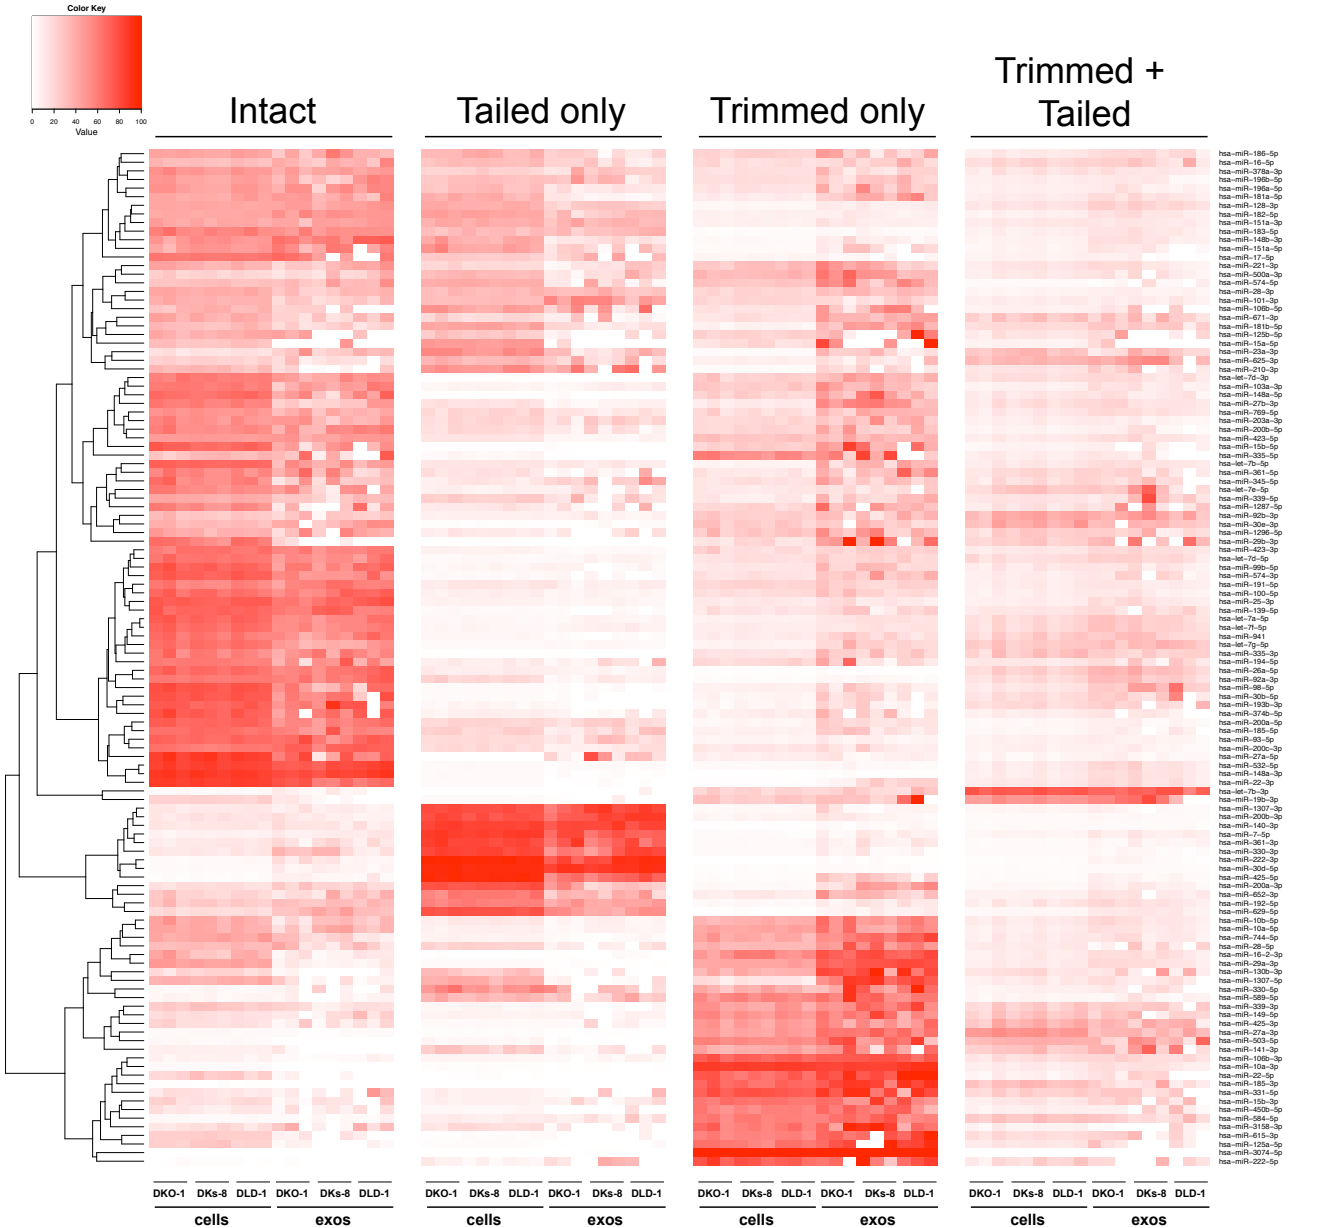 Color Key
0 20 40 60 80 100
Value
Intact
Tailed only
Trimmed only
Trimmed +
Tailed
hsa−miR−186−5p
hsa−miR−16−5p
hsa−miR−378a−3p
hsa−miR−196b−5p
hsa−miR−196a−5p
hsa−miR−181a−5p
hsa−miR−128−3p
hsa−miR−182−5p
hsa−miR−151a−3p
hsa−miR−183−5p
hsa−miR−148b−3p
hsa−miR−151a−5p
hsa−miR−17−5p
hsa−miR−221−3p
hsa−miR−500a−3p
hsa−miR−574−5p
hsa−miR−28−3p
hsa−miR−101−3p
hsa−miR−106b−5p
hsa−miR−671−3p
hsa−miR−181b−5p
hsa−miR−125b−5p
hsa−miR−15a−5p
hsa−miR−23a−3p
hsa−miR−625−3p
hsa−miR−210−3p
hsa−let−7d−3p
hsa−miR−103a−3p
hsa−miR−148a−5p
hsa−miR−27b−3p
hsa−miR−769−5p
hsa−miR−203a−3p
hsa−miR−200b−5p
hsa−miR−423−5p
hsa−miR−15b−5p
hsa−miR−335−5p
hsa−let−7b−5p
hsa−miR−361−5p
hsa−miR−345−5p
hsa−let−7e−5p
hsa−miR−339−5p
hsa−miR−1287−5p
hsa−miR−92b−3p
hsa−miR−30e−3p
hsa−miR−1296−5p
hsa−miR−29b−3p
hsa−miR−423−3p
hsa−let−7d−5p
hsa−miR−99b−5p
hsa−miR−574−3p
hsa−miR−191−5p
hsa−miR−100−5p
hsa−miR−25−3p
hsa−miR−139−5p
hsa−let−7a−5p
hsa−let−7f−5p
hsa−miR−941
hsa−let−7g−5p
hsa−miR−335−3p
hsa−miR−194−5p
hsa−miR−26a−5p
hsa−miR−92a−3p
hsa−miR−98−5p
hsa−miR−30b−5p
hsa−miR−193b−3p
hsa−miR−374b−5p
hsa−miR−200a−5p
hsa−miR−185−5p
hsa−miR−93−5p
hsa−miR−200c−3p
hsa−miR−27a−5p
hsa−miR−532−5p
hsa−miR−148a−3p
hsa−miR−22−3p
hsa−let−7b−3p
hsa−miR−19b−3p
hsa−miR−1307−3p
hsa−miR−200b−3p
hsa−miR−140−3p
hsa−miR−7−5p
hsa−miR−361−3p
hsa−miR−330−3p
hsa−miR−222−3p
hsa−miR−30d−5p
hsa−miR−425−5p
hsa−miR−200a−3p
hsa−miR−652−3p
hsa−miR−192−5p
hsa−miR−629−5p
hsa−miR−10b−5p
hsa−miR−10a−5p
hsa−miR−744−5p
hsa−miR−28−5p
hsa−miR−16−2−3p
hsa−miR−29a−3p
hsa−miR−130b−3p
hsa−miR−1307−5p
hsa−miR−330−5p
hsa−miR−589−5p
hsa−miR−339−3p
hsa−miR−149−5p
hsa−miR−425−3p
hsa−miR−27a−3p
hsa−miR−503−5p
hsa−miR−141−3p
hsa−miR−106b−3p
hsa−miR−10a−3p
hsa−miR−22−5p
hsa−miR−185−3p
hsa−miR−331−5p
hsa−miR−15b−3p
hsa−miR−450b−5p
hsa−miR−584−5p
hsa−miR−3158−3p
hsa−miR−615−3p
hsa−miR−125a−5p
hsa−miR−3074−5p
hsa−miR−222−5p
DKO-1 DKs-8 DLD-1 DKO-1 DKs-8 DLD-1 DKO-1 DKs-8 DLD-1 DKO-1 DKs-8 DLD-1 DKO-1 DKs-8 DLD-1 DKO-1 DKs-8 DLD-1 DKO-1 DKs-8 DLD-1 DKO-1 DKs-8 DLD-1
cells exos cells exos cells exos cells exos